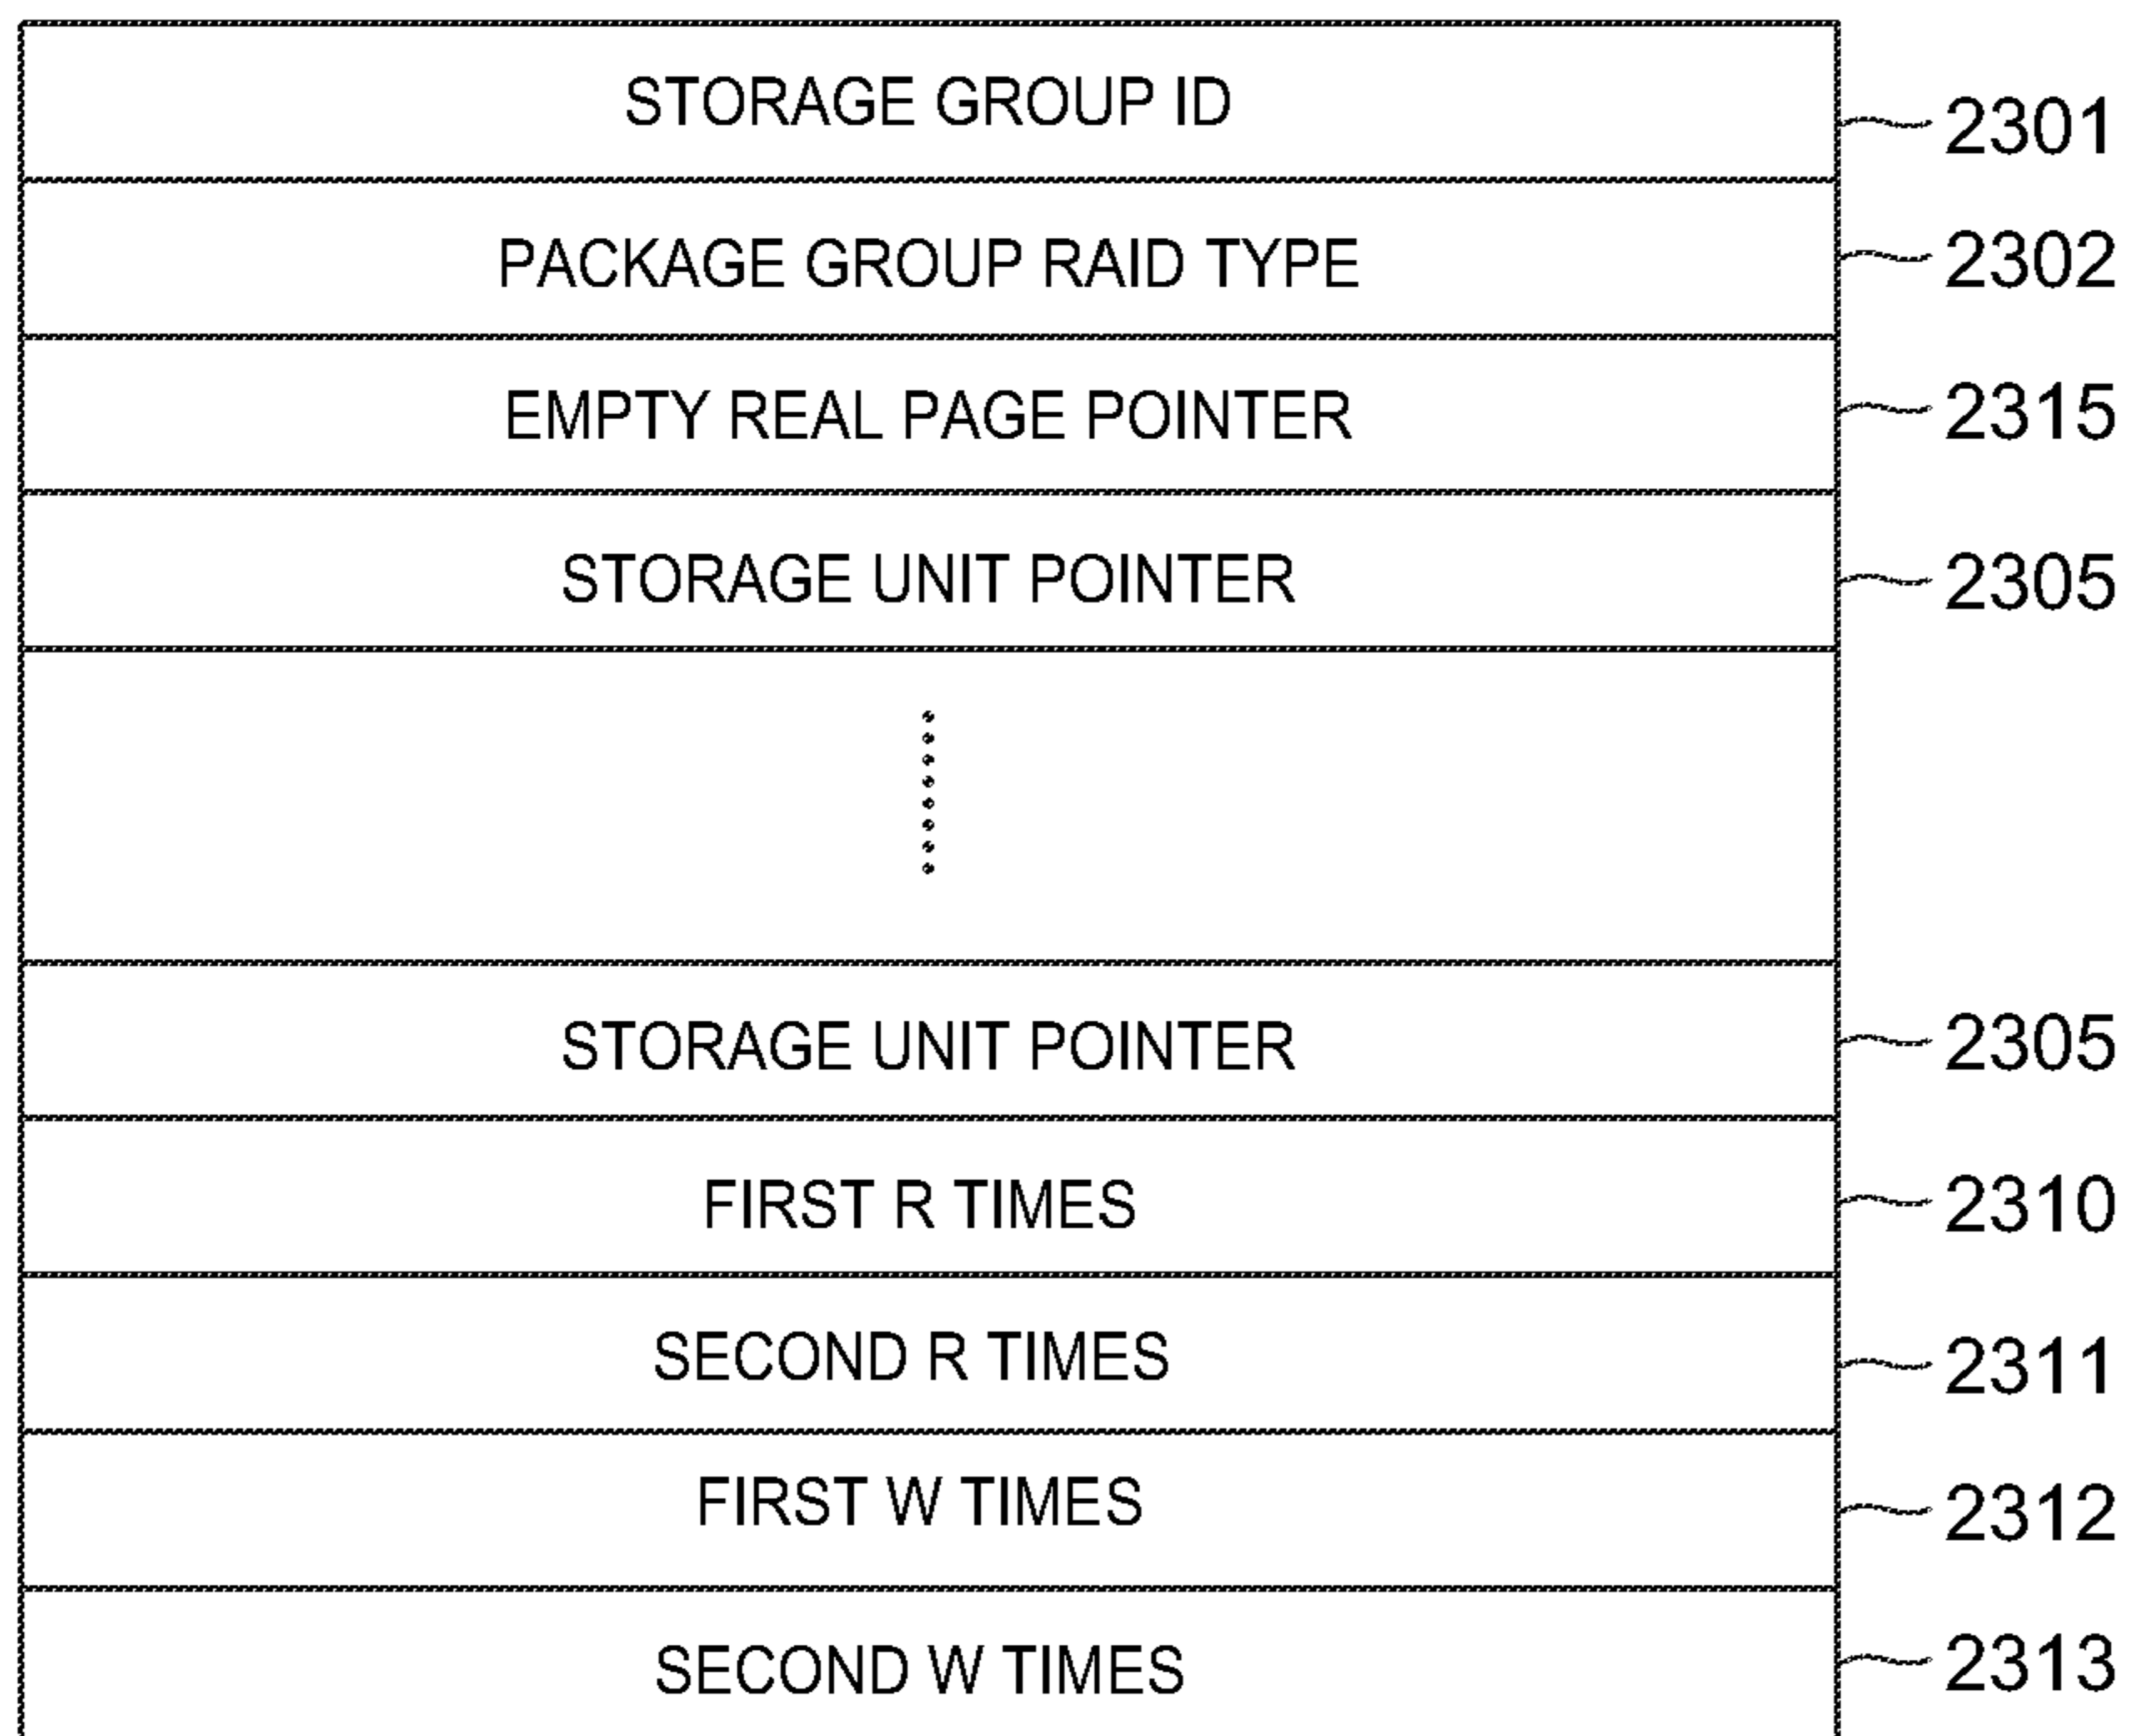 STORAGE GROUP ID 2301
PACKAGE GROUP RAID TYPE 2302
EMPTY REAL PAGE POINTER 2315
STORAGE UNIT POINTER 2305
STORAGE UNIT POINTER 2305
FIRST R TIMES 2310
SECOND R TIMES 2311
FIRST W TIMES 2312
SECOND W TIMES 2313